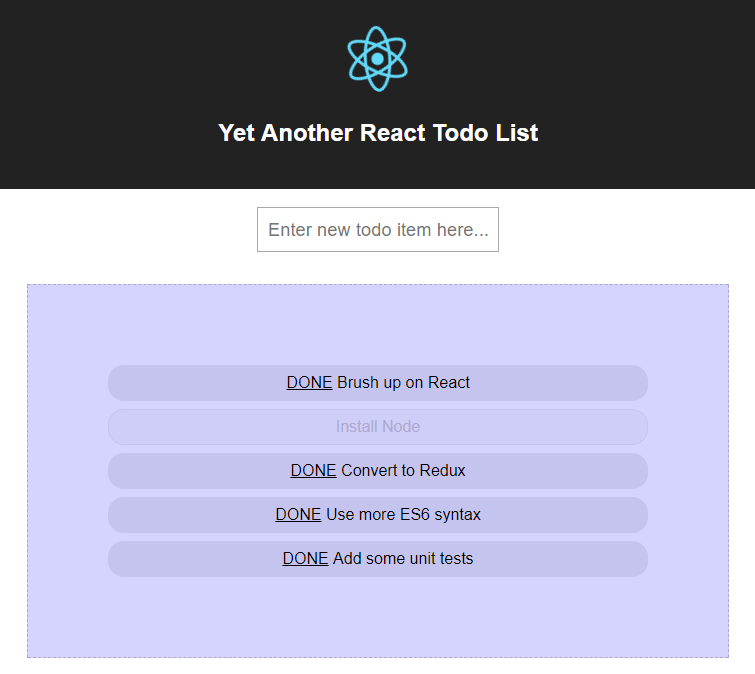 Yet Another React Todo List
Enter new todo item here...
DONE Brush up on React
Install Node
DONE Convert to Redux
DONE Use more ES6 syntax
DONE Add some unit tests